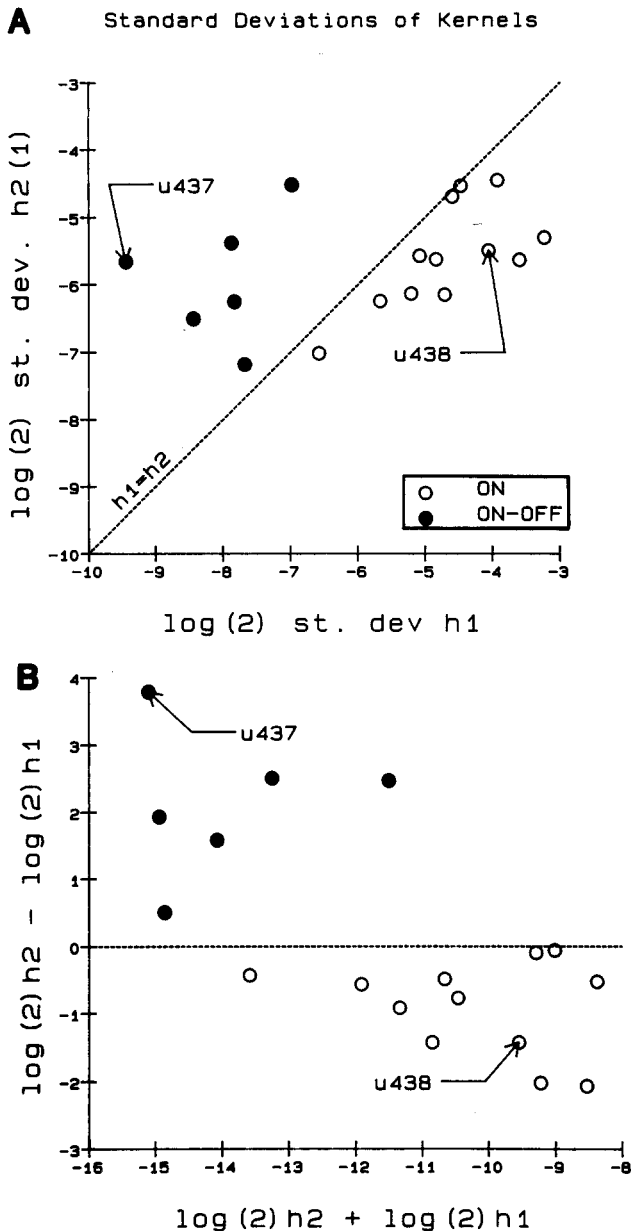 A Standard Deviations of Kernels
-3
-4
-5
-6
-7
-8
-9
-10
log(2) st. dev. h2(1)
u437
u438
h1=h2
ON
ON-OFF
-10 -9 -8 -7 -6 -5 -4 -3
log(2) st. dev h1
B
4
3
2
1
0
-1
-2
-3
log(2)h2 - log(2)h1
u437
u438
-16 -15 -14 -13 -12 -11 -10 -9 -8
log(2)h2 + log(2)h1